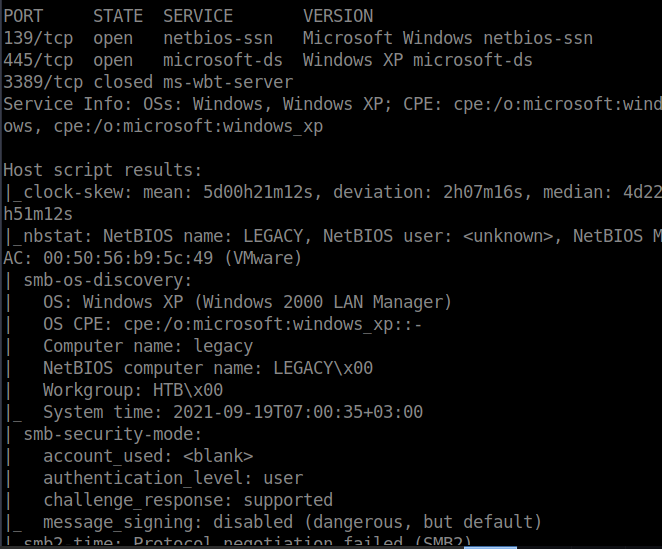 PORT     STATE  SERVICE       VERSION
139/tcp  open   netbios-ssn   Microsoft Windows netbios-ssn
445/tcp  open   microsoft-ds  Windows XP microsoft-ds
3389/tcp closed ms-wbt-server
Service Info: OSs: Windows, Windows XP; CPE: cpe:/o:microsoft:wind
ows, cpe:/o:microsoft:windows_xp
Host script results:
|_clock-skew: mean: 5d00h21m12s, deviation: 2h07m16s, median: 4d22
h51m12s
|_nbstat: NetBIOS name: LEGACY, NetBIOS user: <unknown>, NetBIOS M
AC: 00:50:56:b9:5c:49 (VMware)
| smb-os-discovery:
|   OS: Windows XP (Windows 2000 LAN Manager)
|   OS CPE: cpe:/o:microsoft:windows_xp::-
|   Computer name: legacy
|   NetBIOS computer name: LEGACY\x00
|   Workgroup: HTB\x00
|_  System time: 2021-09-19T07:00:35+03:00
| smb-security-mode:
|   account_used: <blank>
|   authentication_level: user
|   challenge_response: supported
|_  message_signing: disabled (dangerous, but default)
|_smb2-time: Protocol negotiation failed (SMB2)